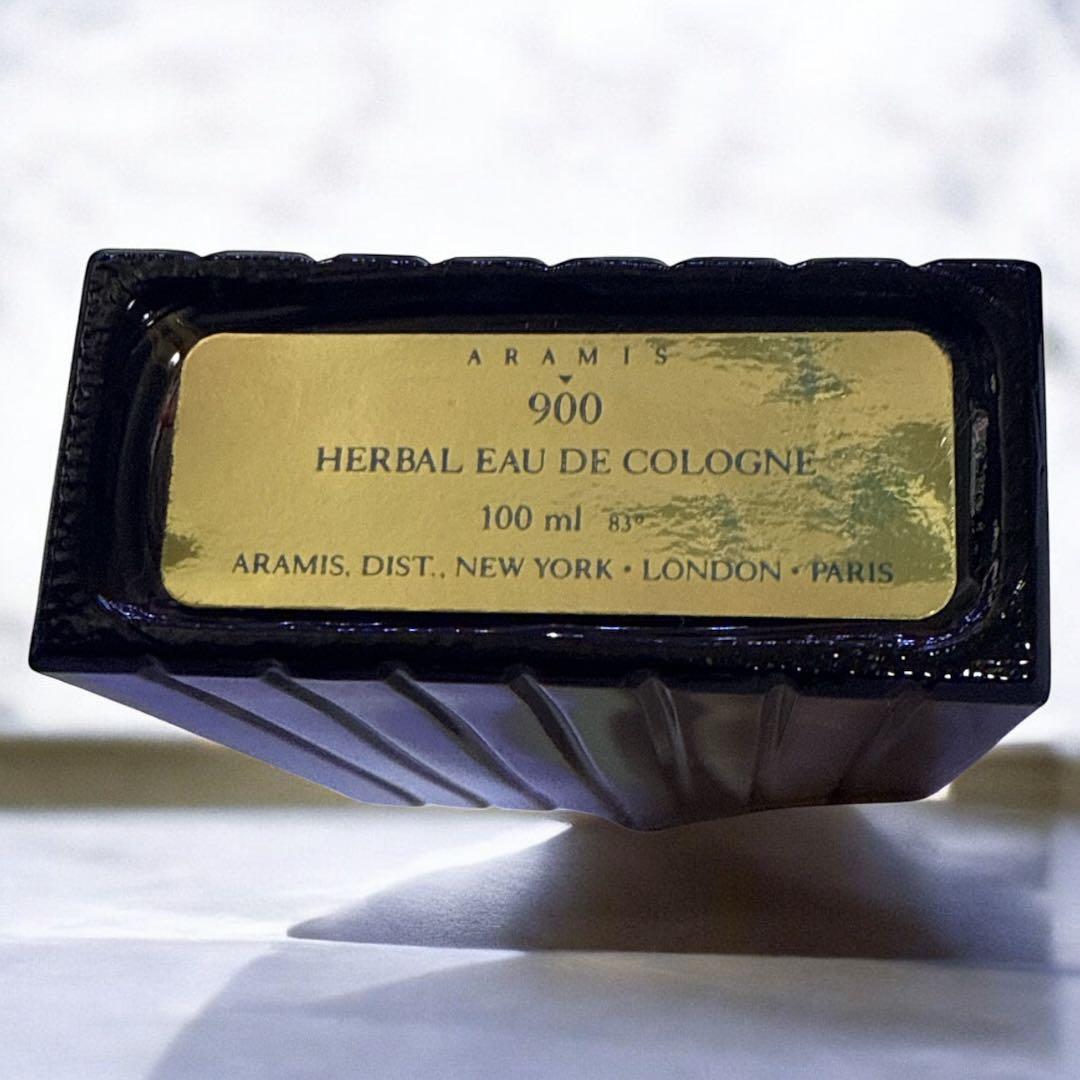 ARAMIS
900
HERBAL EAU DE COLOGNE
100 ml 83°
ARAMIS, DIST., NEW YORK • LONDON • PARIS